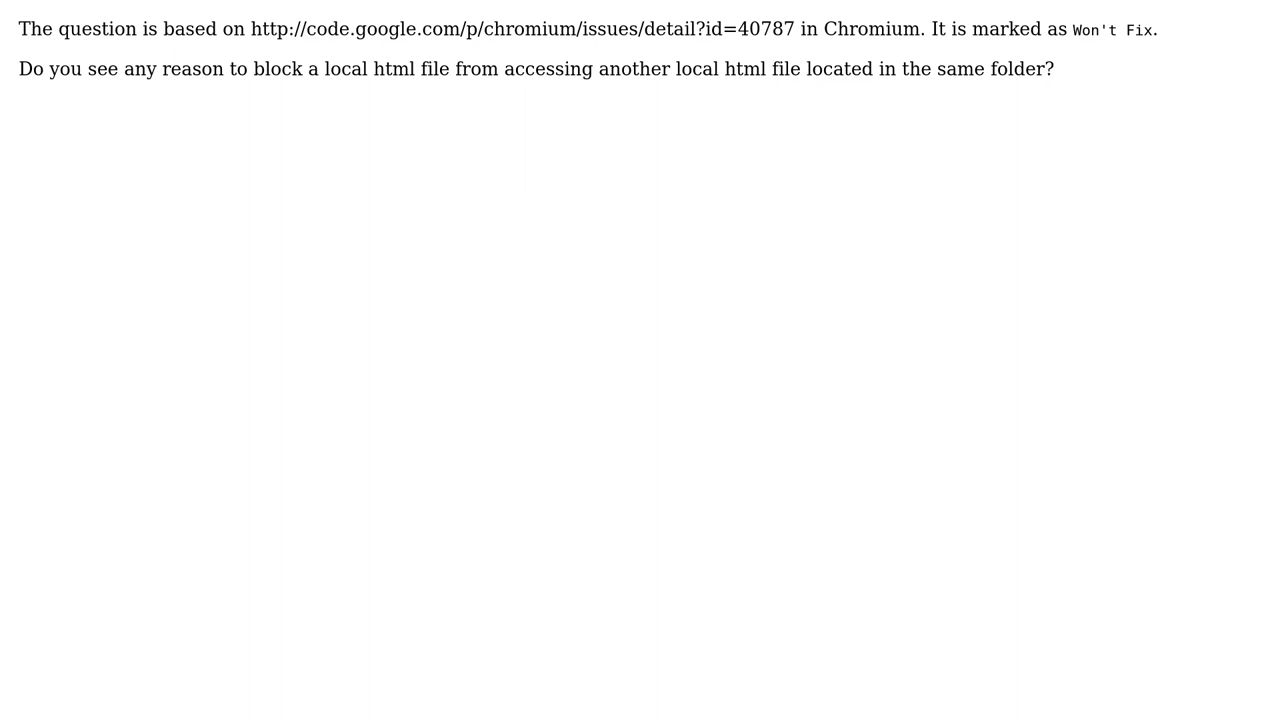 The question is based on http://code.google.com/p/chromium/issues/detail?id=40787 in Chromium. It is marked as Won't Fix.
Do you see any reason to block a local html file from accessing another local html file located in the same folder?